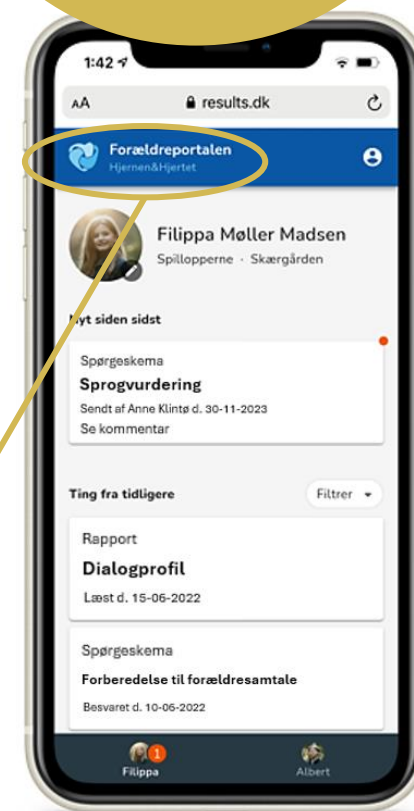 1:42
AA results.dk
Forældreportalen
Hjernen&Hjertet
Filippa Møller Madsen
Spillopperne · Skærgården
Nyt siden sidst
Spørgeskema
Sprogvurdering
Sendt af Anne Klintø d. 30-11-2023
Se kommentar
Ting fra tidligere
Filtrer
Rapport
Dialogprofil
Læst d. 15-06-2022
Spørgeskema
Forberedelse til forældresamtale
Besvaret d. 10-06-2022
1
Filippa
Albert